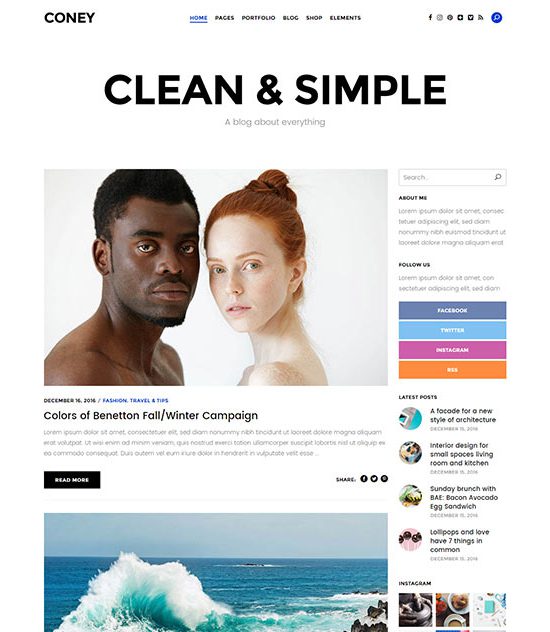 CONEY
HOME PAGES PORTFOLIO BLOG SHOP ELEMENTS
CLEAN & SIMPLE
A blog about everything
DECEMBER 16, 2016 / FASHION, TRAVEL & TIPS
Colors of Benetton Fall/Winter Campaign
Lorem ipsum dolor sit amet, consectetuer adipiscing elit, sed diam nonummy nibh euismod tincidunt ut laoreet dolore magna aliquam
erat volutpat. Ut wisi enim ad minim veniam, quis nostrud exerci tation ullamcorper suscipit lobortis nisl ut aliquip ex
ea commodo consequat. Duis autem vel eum iriure dolor in hendrerit in vulputate velit esse ...
READ MORE
SHARE:
Search ..
ABOUT ME
Lorem ipsum dolor sit amet, consec
tetuer adipiscing elit, sed diam
nonummy nibh euismod tincidunt ut
laoreet dolore magna aliquam erat
FOLLOW US
Lorem ipsum dolor sit amet, con
sectetuer adipiscing elit, sed diam
FACEBOOK
TWITTER
INSTAGRAM
RSS
LATEST POSTS
A facade for a new
style of architecture
DECEMBER 15, 2016
Interior design for
small spaces living
room and kitchen
DECEMBER 15, 2016
Sunday brunch with
BAE: Bacon Avocado
Egg Sandwich
DECEMBER 15, 2016
Lollipops and love
have 7 things in
common
DECEMBER 15, 2016
INSTAGRAM